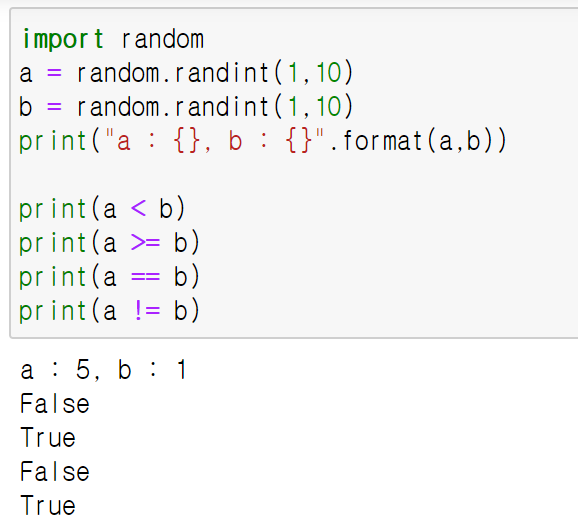 import random
a = random.randint(1,10)
b = random.randint(1,10)
print("a : {}, b : {}".format(a,b))
print(a < b)
print(a >= b)
print(a == b)
print(a != b)
a : 5, b : 1
False
True
False
True